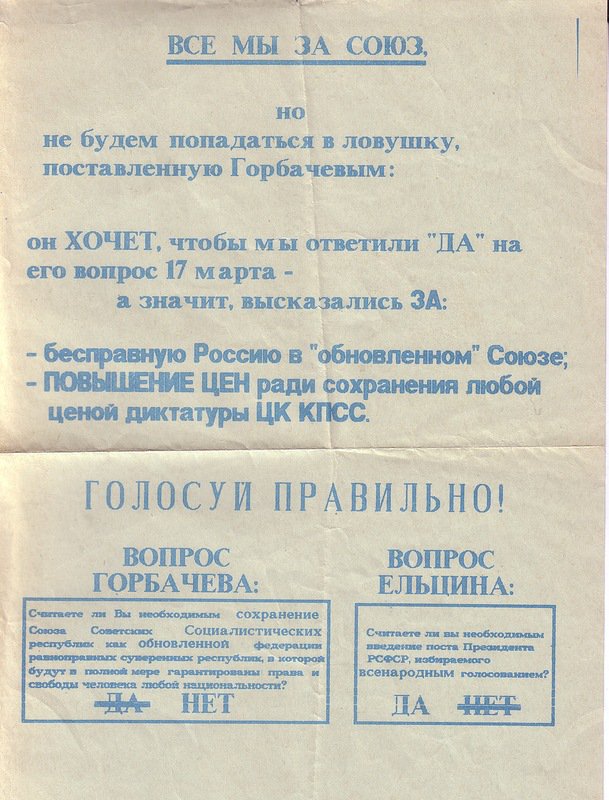 ВСЕ МЫ ЗА СОЮЗ,
но
не будем попадаться в ловушку,
поставленную Горбачевым:
он ХОЧЕТ, чтобы мы ответили "ДА" на
его вопрос 17 марта -
а значит, высказались ЗА:
- бесправную Россию в "обновленном" Союзе;
- ПОВЫШЕНИЕ ЦЕН ради сохранения любой
ценой диктатуры ЦК КПСС.
ГОЛОСУЙ ПРАВИЛЬНО!
ВОПРОС
ГОРБАЧЕВА:
Считаете ли Вы необходимым сохранение
Союза Советских Социалистических
республик как обновленной федерации
равноправных суверенных республик, в которой
будут в полной мере гарантированы права и
свободы человека любой национальности?
ДА НЕТ
ВОПРОС
ЕЛЬЦИНА:
Считаете ли вы необходимым
введение поста Президента
РСФСР, избираемого
всенародным голосованием?
ДА НЕТ